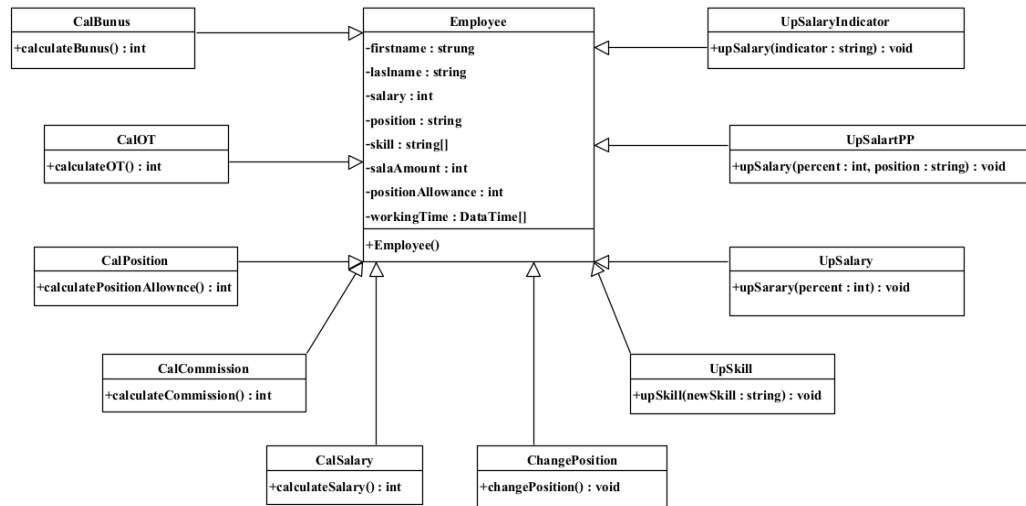 CalBunus
+calculateBunus() : int
Employee
-firstname : strung
-laslname : string
-salary : int
-position : string
-skill : string[]
-salaAmount : int
-positionAllowance : int
-workingTime : DataTime[]
+Employee()
UpSalaryIndicator
+upSalary(indicator : string) : void
CalOT
+calculateOT() : int
UpSalartPP
+upSalary(percent : int, position : string) : void
CalPosition
+calculatePositionAllownce() : int
UpSalary
+upSarary(percent : int) : void
CalCommission
+calculateCommission() : int
UpSkill
+upSkill(newSkill : string) : void
CalSalary
+calculateSalary() : int
ChangePosition
+changePosition() : void